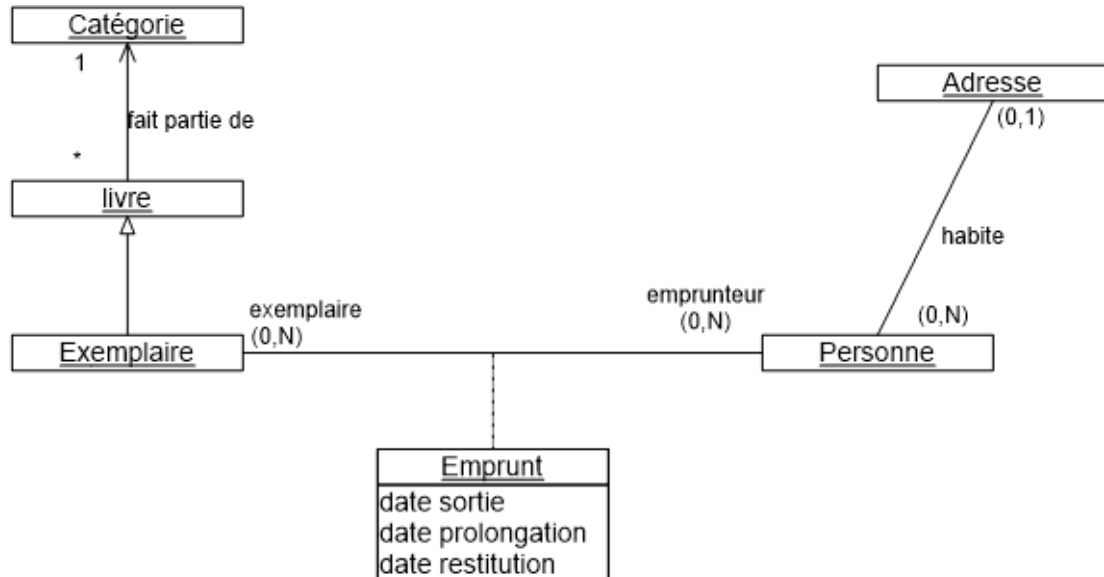 Catégorie
1
fait partie de
*
livre
Adresse
(0,1)
habite
(0,N)
exemplaire
(0,N)
emprunteur
(0,N)
Exemplaire
Personne
Emprunt
date sortie
date prolongation
date restitution